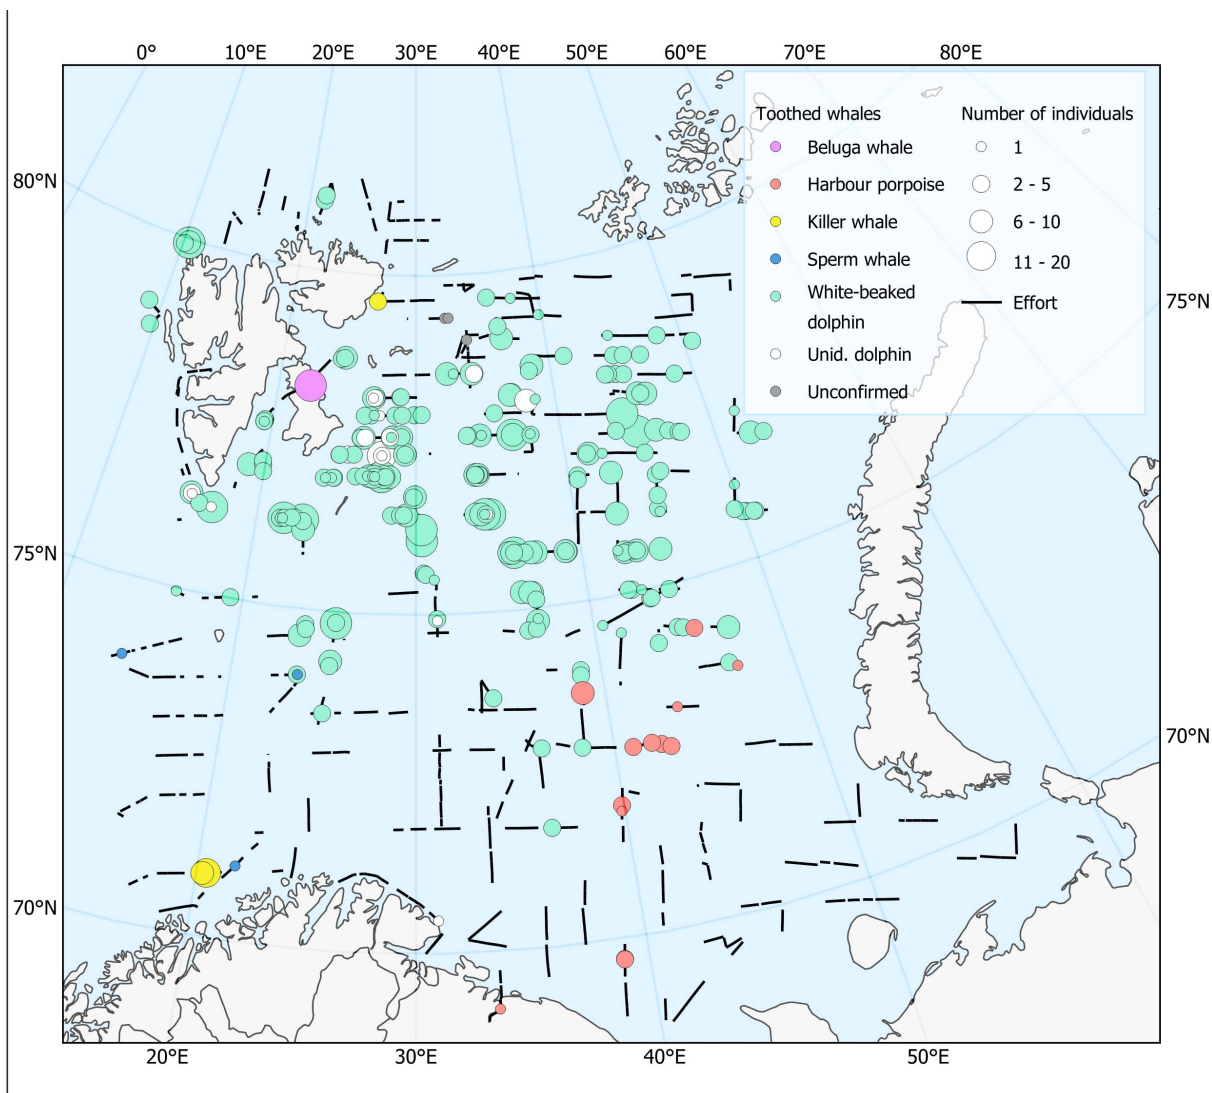 0° 10°E 20°E 30°E 40°E 50°E 60°E 70°E 80°E
Toothed whales
Number of individuals
Beluga whale
1
Harbour porpoise
2 - 5
Killer whale
6 - 10
Sperm whale
11 - 20
White-beaked
dolphin
Effort
Unid. dolphin
Unconfirmed
80°N
75°N
70°N
75°N
70°N
20°E 30°E 40°E 50°E